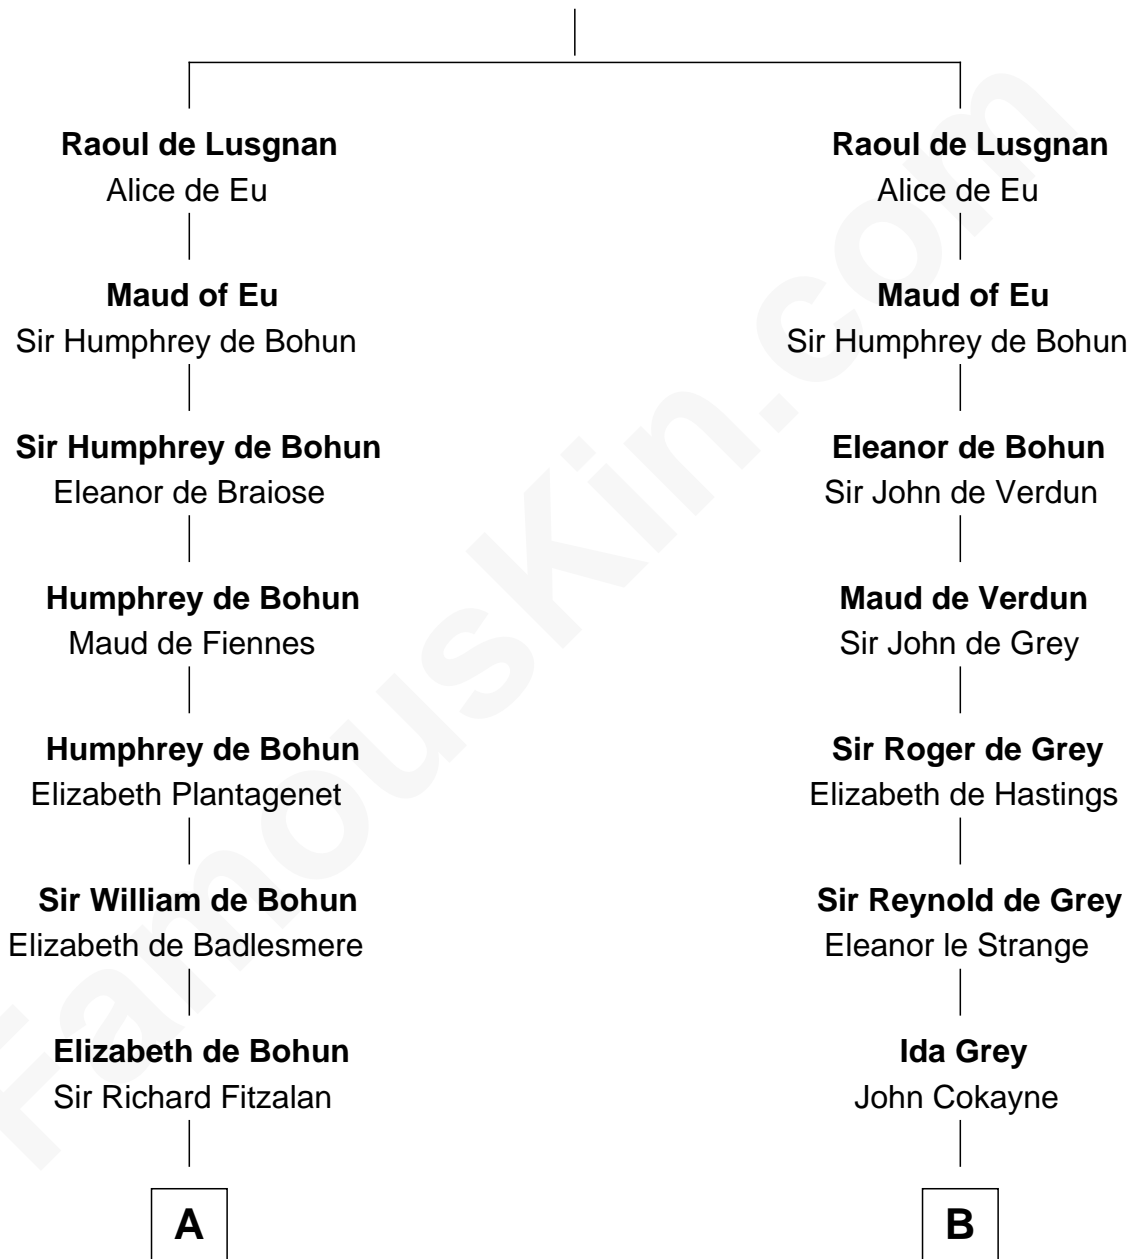 Raoul de Lusgnan
Alice de Eu
Maud of Eu
Sir Humphrey de Bohun
Sir Humphrey de Bohun
Eleanor de Braiose
Humphrey de Bohun
Maud de Fiennes
Humphrey de Bohun
Elizabeth Plantagenet
Sir William de Bohun
Elizabeth de Badlesmere
Elizabeth de Bohun
Sir Richard Fitzalan
A
Raoul de Lusgnan
Alice de Eu
Maud of Eu
Sir Humphrey de Bohun
Eleanor de Bohun
Sir John de Verdun
Maud de Verdun
Sir John de Grey
Sir Roger de Grey
Elizabeth de Hastings
Sir Reynold de Grey
Eleanor le Strange
Ida Grey
John Cokayne
B
FamousKin.com